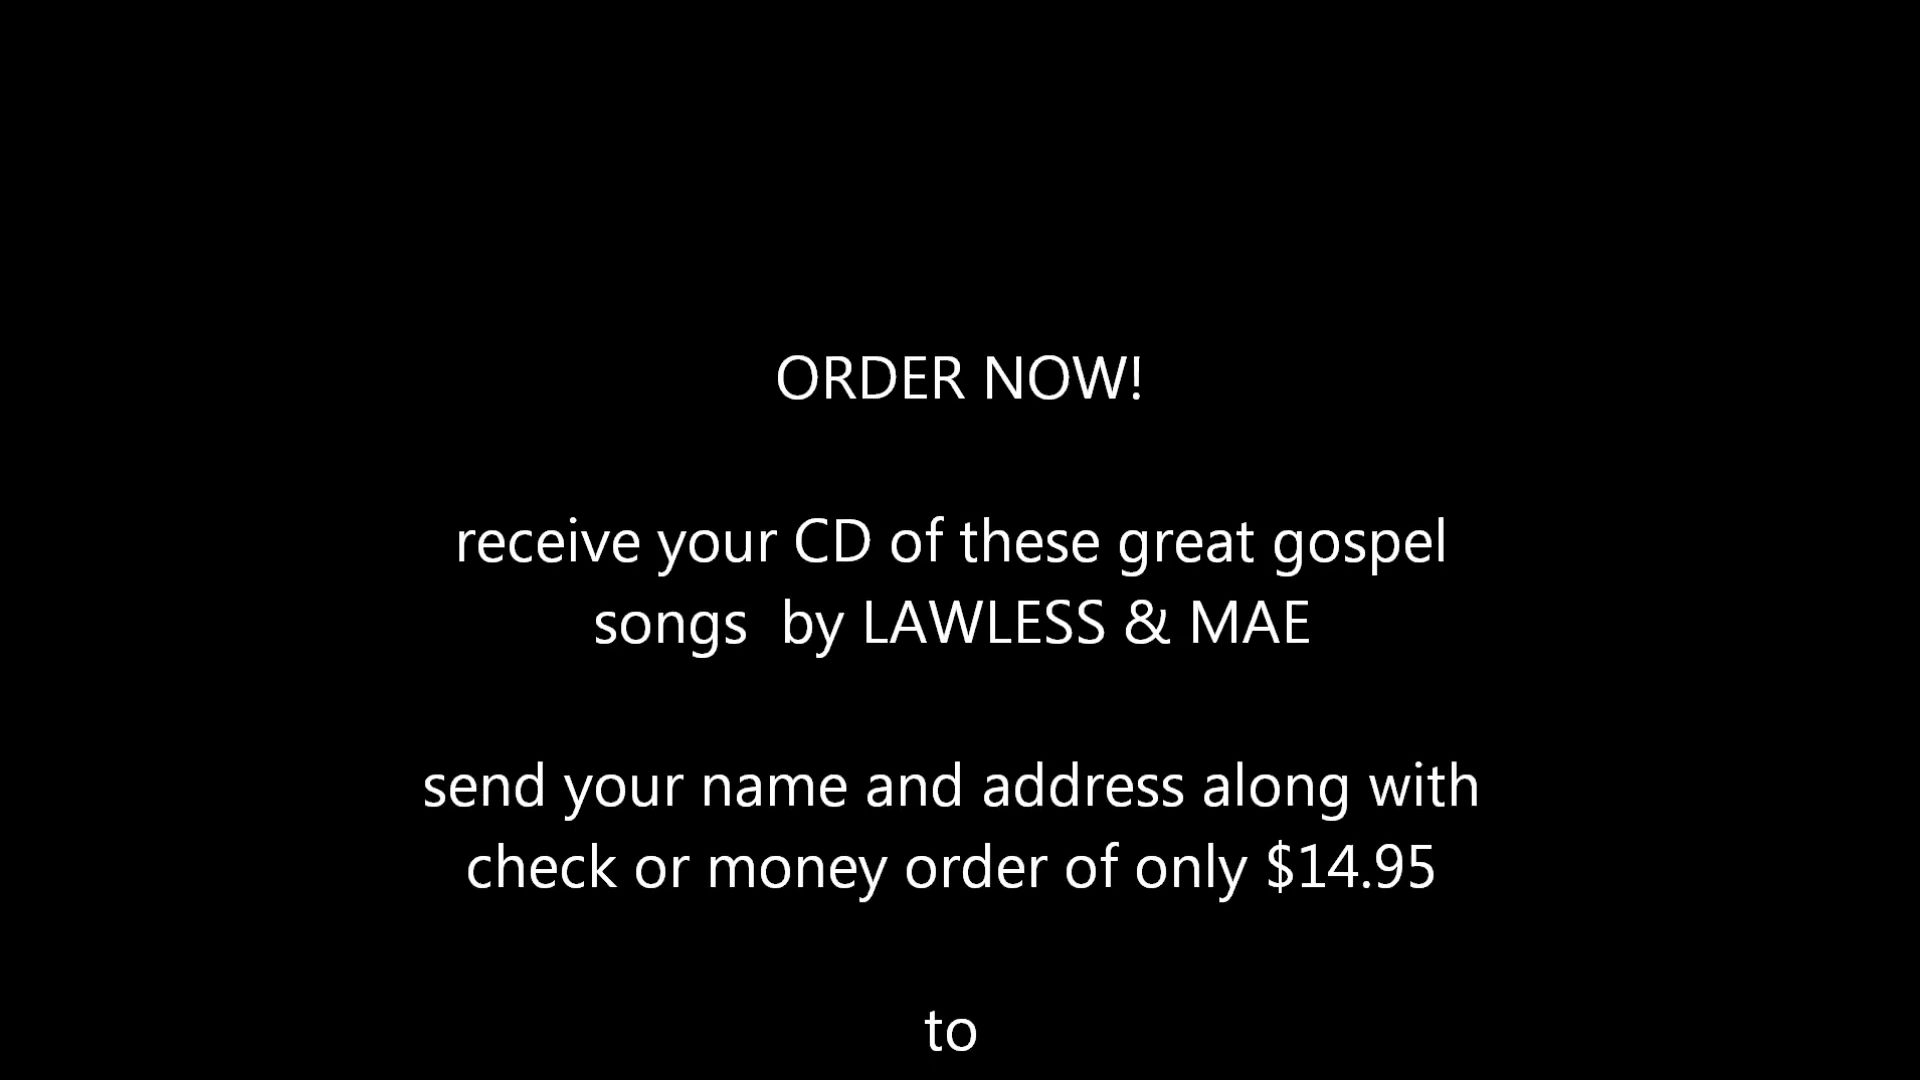 ORDER NOW!
receive your CD of these great gospel
songs  by LAWLESS & MAE
send your name and address along with
check or money order of only $14.95
to